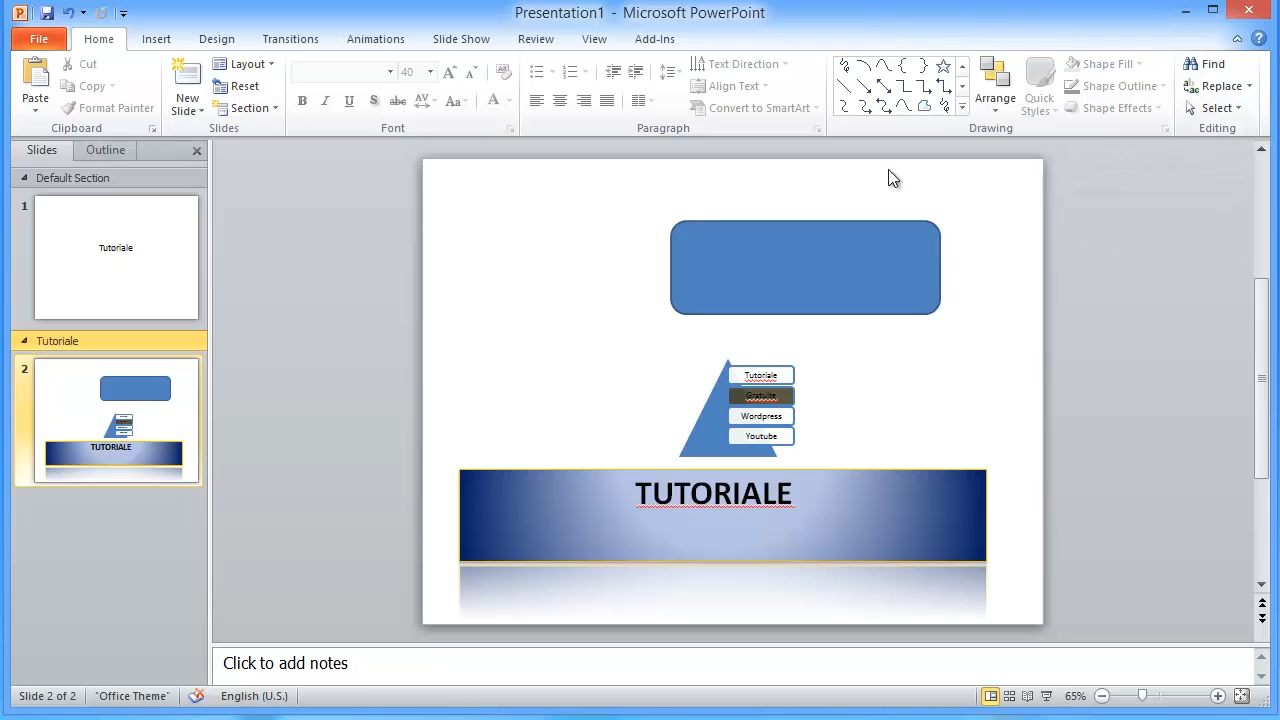 Presentation1 - Microsoft PowerPoint
File Home Insert Design Transitions Animations Slide Show Review View Add-Ins
Paste
Cut
Copy
Format Painter
Clipboard
New
Slide
Layout
Reset
Section
Slides
40
Font
Text Direction
Align Text
Convert to SmartArt
Paragraph
Arrange
Quick
Styles
Shape Fill
Shape Outline
Shape Effects
Drawing
Find
Replace
Select
Editing
Slides Outline
Default Section
1
Tutoriale
Tutoriale
2
TUTORIALE
Tutoriale
Gratuite
Wordpress
Youtube
TUTORIALE
Click to add notes
Slide 2 of 2 "Office Theme" English (U.S.) 65%